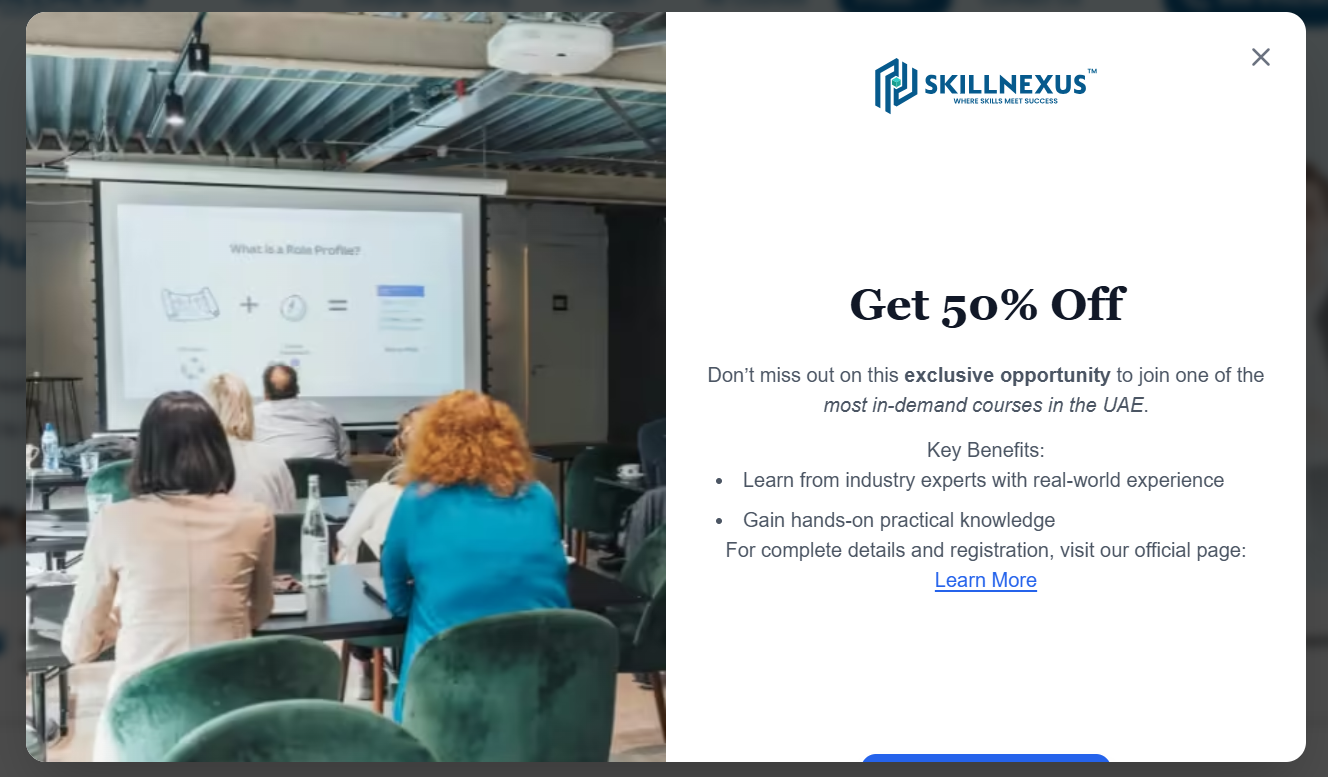 SKILLNEXUS™
WHERE SKILLS MEET SUCCESS
What is a Role Profile?
Get 50% Off
Don’t miss out on this exclusive opportunity to join one of the
most in-demand courses in the UAE.
Key Benefits:
• Learn from industry experts with real-world experience
• Gain hands-on practical knowledge
For complete details and registration, visit our official page:
Learn More